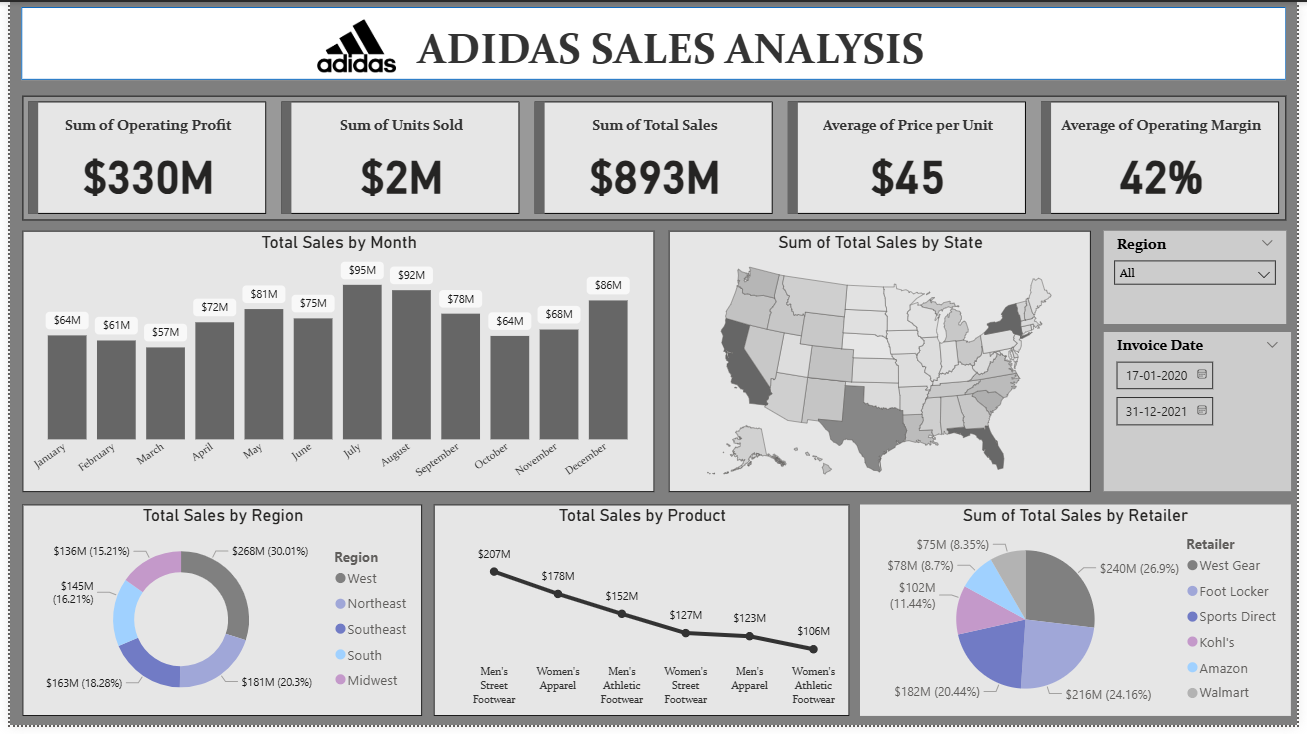 adidas
ADIDAS SALES ANALYSIS
Sum of Operating Profit
$330M
Sum of Units Sold
$2M
Sum of Total Sales
$893M
Average of Price per Unit
$45
Average of Operating Margin
42%
Total Sales by Month
$64M
$61M
$57M
$72M
$81M
$75M
$95M
$92M
$78M
$64M
$68M
$86M
January
February
March
April
May
June
July
August
September
October
November
December
Sum of Total Sales by State
Region
All
Invoice Date
17-01-2020
31-12-2021
Total Sales by Region
$136M (15.21%)
$268M (30.01%)
$145M
(16.21%)
$163M (18.28%)
$181M (20.3%)
Region
West
Northeast
Southeast
South
Midwest
Total Sales by Product
$207M
$178M
$152M
$127M
$123M
$106M
Men's
Street
Footwear
Women's
Apparel
Men's
Athletic
Footwear
Women's
Street
Footwear
Men's
Apparel
Women's
Athletic
Footwear
Sum of Total Sales by Retailer
$75M (8.35%)
$78M (8.7%)
$102M
(11.44%)
$240M (26.9%)
$182M (20.44%)
$216M (24.16%)
Retailer
West Gear
Foot Locker
Sports Direct
Kohl's
Amazon
Walmart